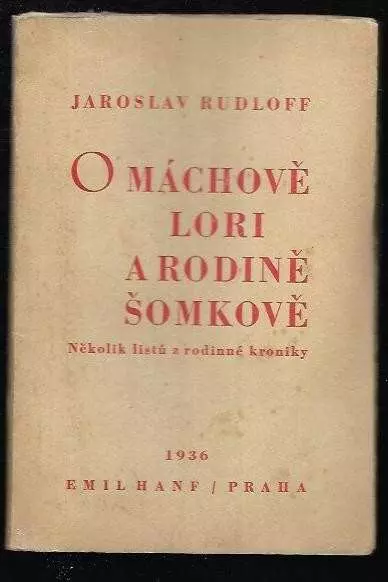 JAROSLAV RUDLOFF
O MÁCHOVĚ
LORI
A RODINĚ
ŠOMKOVĚ
Několik listů z rodinné kroniky
1936
EMIL HANF / PRAHA